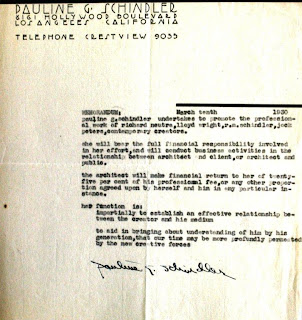 PAULINE G. SCHINDLER
6161 HOLLYWOOD BOULEVARD
LOS ANGELES CALIFORNIA
TELEPHONE CRESTVIEW 9055
MEMORANDUM: March tenth 1930
pauline g.schindler undertakes to promote the profession-
al work of richard neutra,lloyd wright,r.m.schindler,jock
peters,contemporary creators.
she will bear the full financial responsibility involved
in her effort,and will conduct business activities in the
relationship between architect and client,or architect and
public.
the architect will make financial return to her of twenty-
five per cent of his professional fee,or any other propor-
tion agreed upon by herself and him in any particular in-
stance.
her function is:
impartially to establish an effective relationship be-
tween the creator and his medium
to aid in bringing about understanding of him by his
generation,that our time may be more profoundly permeated
by the new creative forces
pauline g. schindler